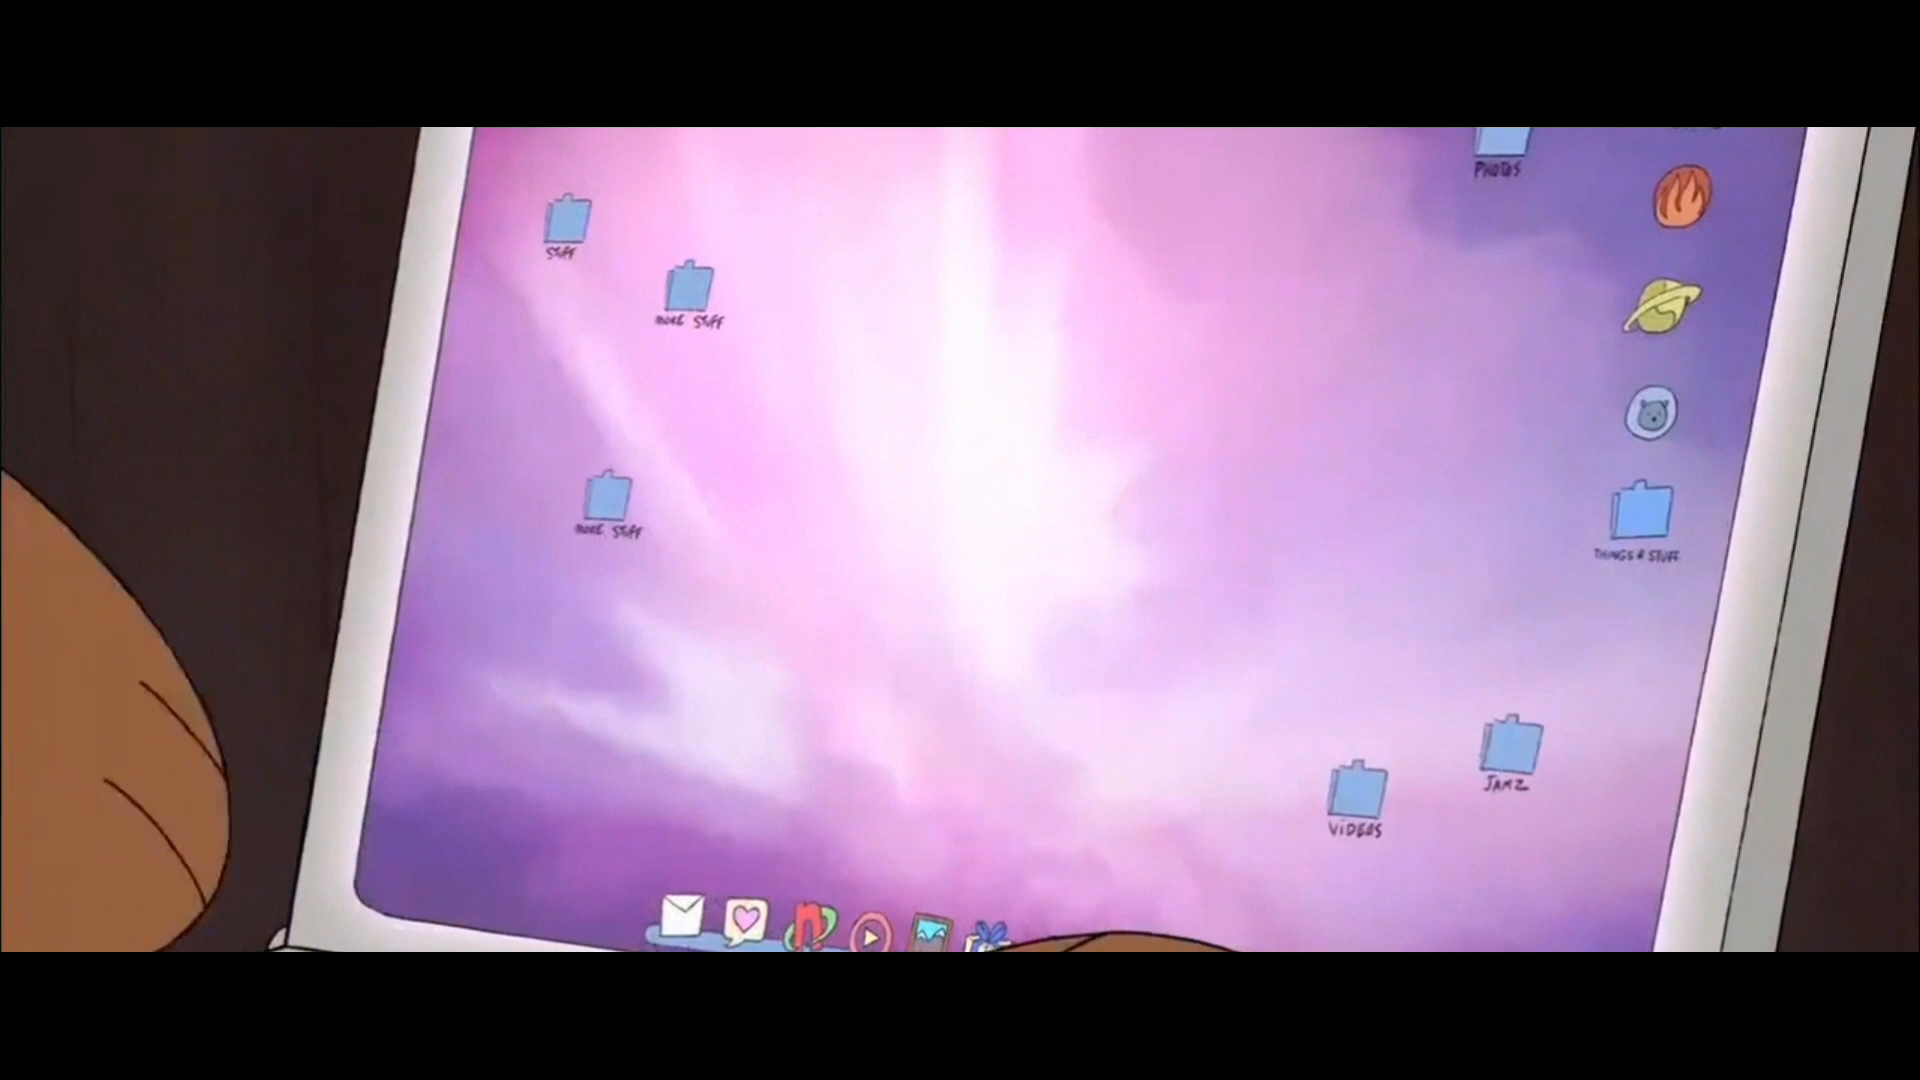 PHOTOS
STUFF
MORE STUFF
MORE STUFF
THINGS & STUFF
JAMZ
VIDEOS